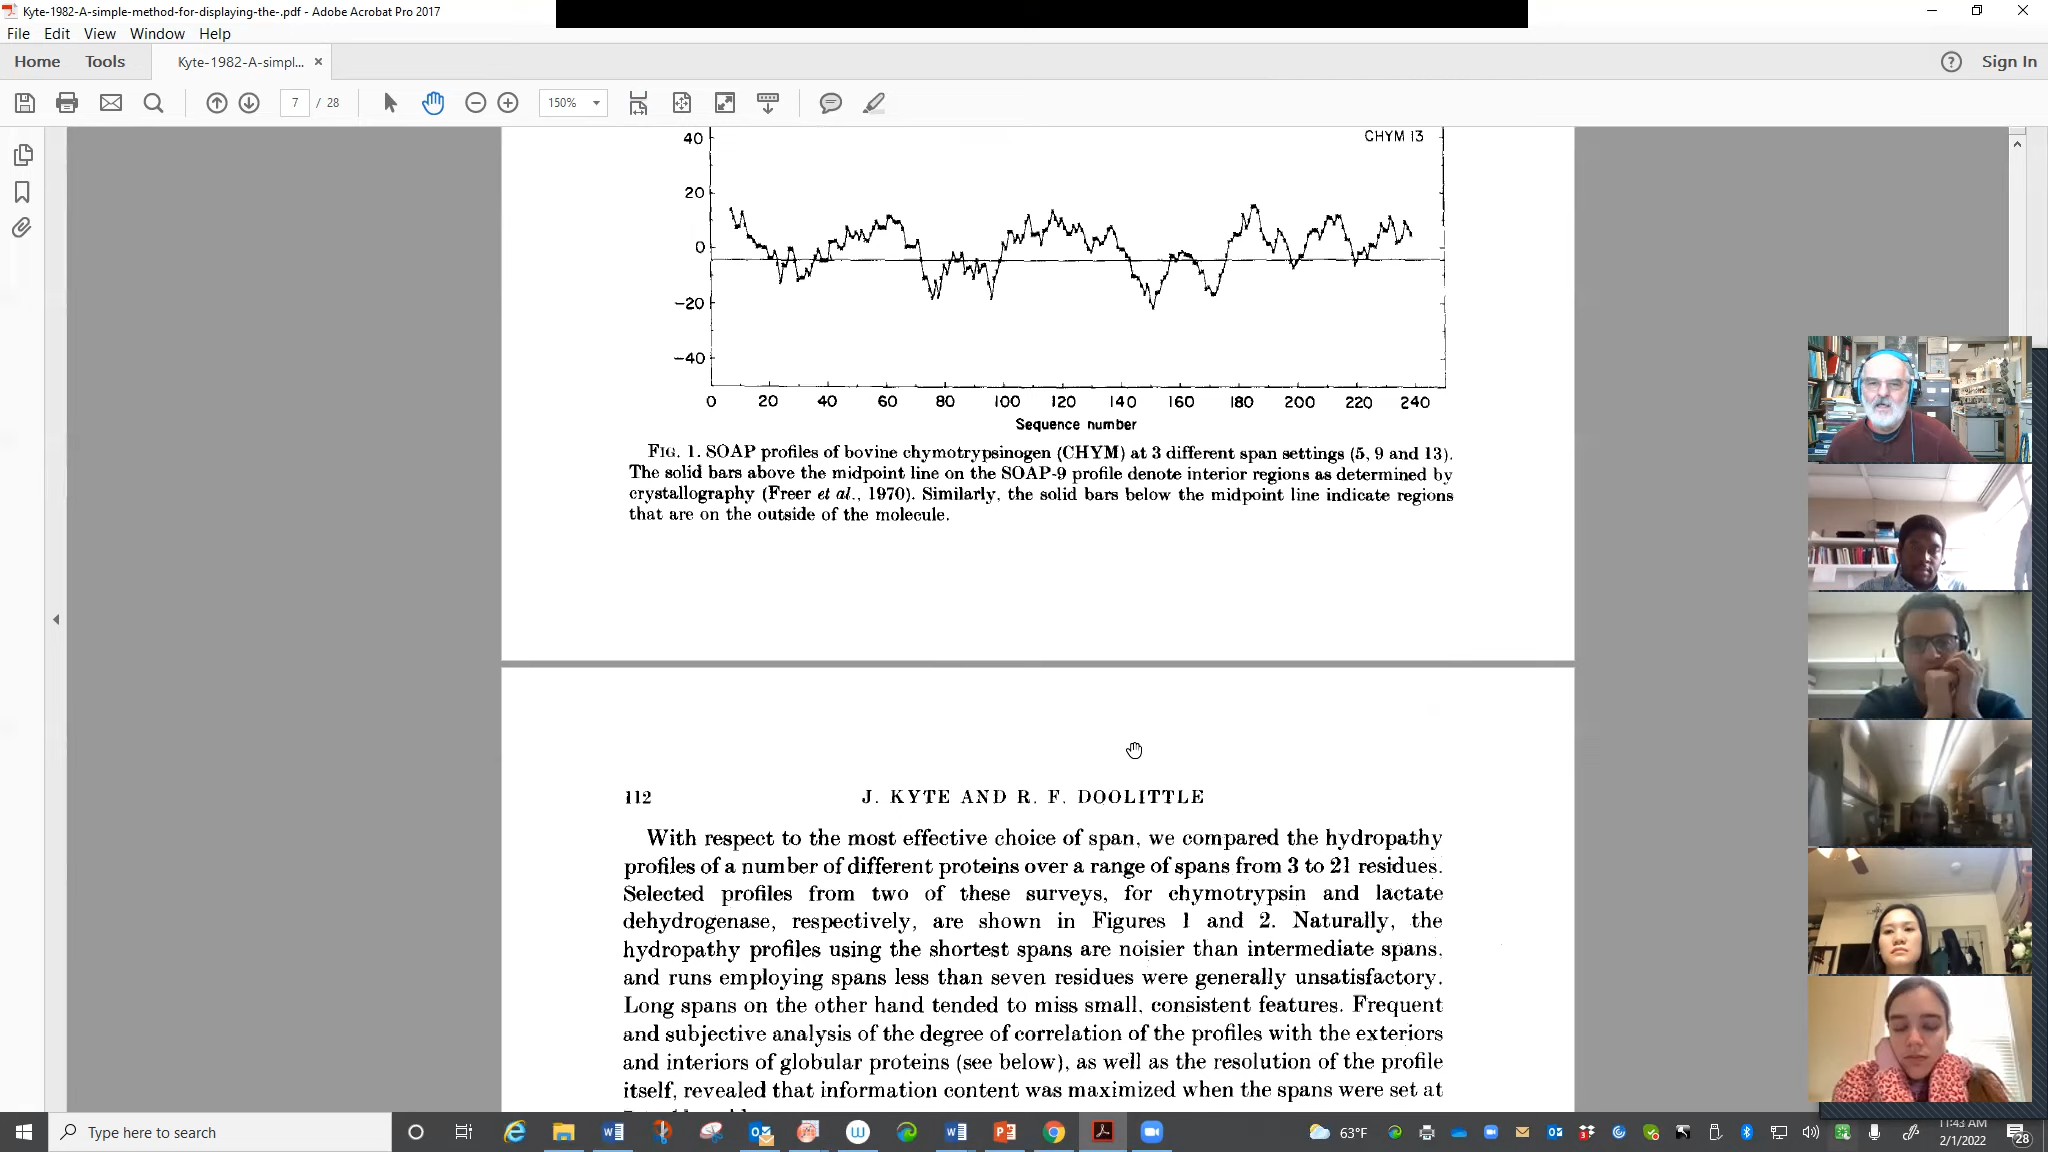 Kyte-1982-A-simple-method-for-displaying-the-.pdf - Adobe Acrobat Pro 2017
File Edit View Window Help
Home Tools Kyte-1982-A-simpl... × Sign In
7 / 28 150%
CHYM 13
40
20
0
-20
-40
0 20 40 60 80 100 120 140 160 180 200 220 240
Sequence number
FIG. 1. SOAP profiles of bovine chymotrypsinogen (CHYM) at 3 different span settings (5, 9 and 13).
The solid bars above the midpoint line on the SOAP-9 profile denote interior regions as determined by
crystallography (Freer et al., 1970). Similarly, the solid bars below the midpoint line indicate regions
that are on the outside of the molecule.
112 J. KYTE AND R. F. DOOLITTLE
With respect to the most effective choice of span, we compared the hydropathy
profiles of a number of different proteins over a range of spans from 3 to 21 residues.
Selected profiles from two of these surveys, for chymotrypsin and lactate
dehydrogenase, respectively, are shown in Figures 1 and 2. Naturally, the
hydropathy profiles using the shortest spans are noisier than intermediate spans,
and runs employing spans less than seven residues were generally unsatisfactory.
Long spans on the other hand tended to miss small, consistent features. Frequent
and subjective analysis of the degree of correlation of the profiles with the exteriors
and interiors of globular proteins (see below), as well as the resolution of the profile
itself, revealed that information content was maximized when the spans were set at
Type here to search
63°F
11:43 AM
2/1/2022
28